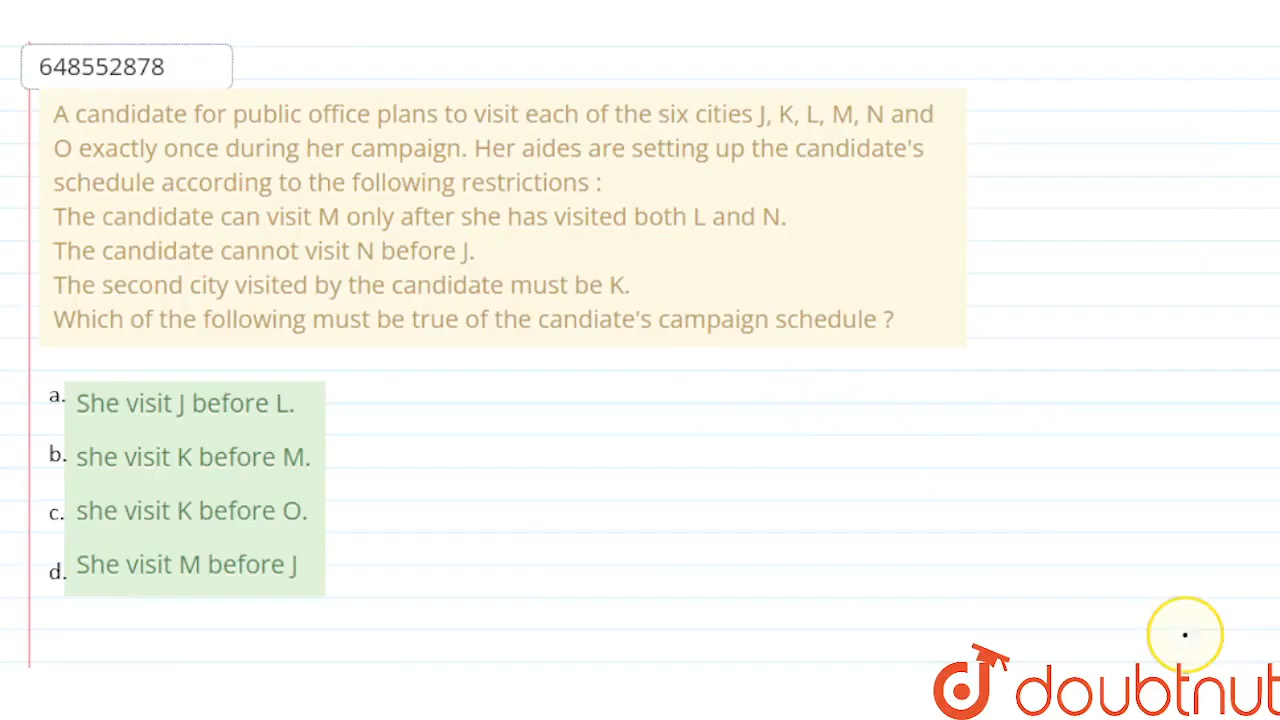 648552878
A candidate for public office plans to visit each of the six cities J, K, L, M, N and
O exactly once during her campaign. Her aides are setting up the candidate's
schedule according to the following restrictions :
The candidate can visit M only after she has visited both L and N.
The candidate cannot visit N before J.
The second city visited by the candidate must be K.
Which of the following must be true of the candiate's campaign schedule ?
a. She visit J before L.
b. she visit K before M.
c. she visit K before O.
d. She visit M before J
doubtnut